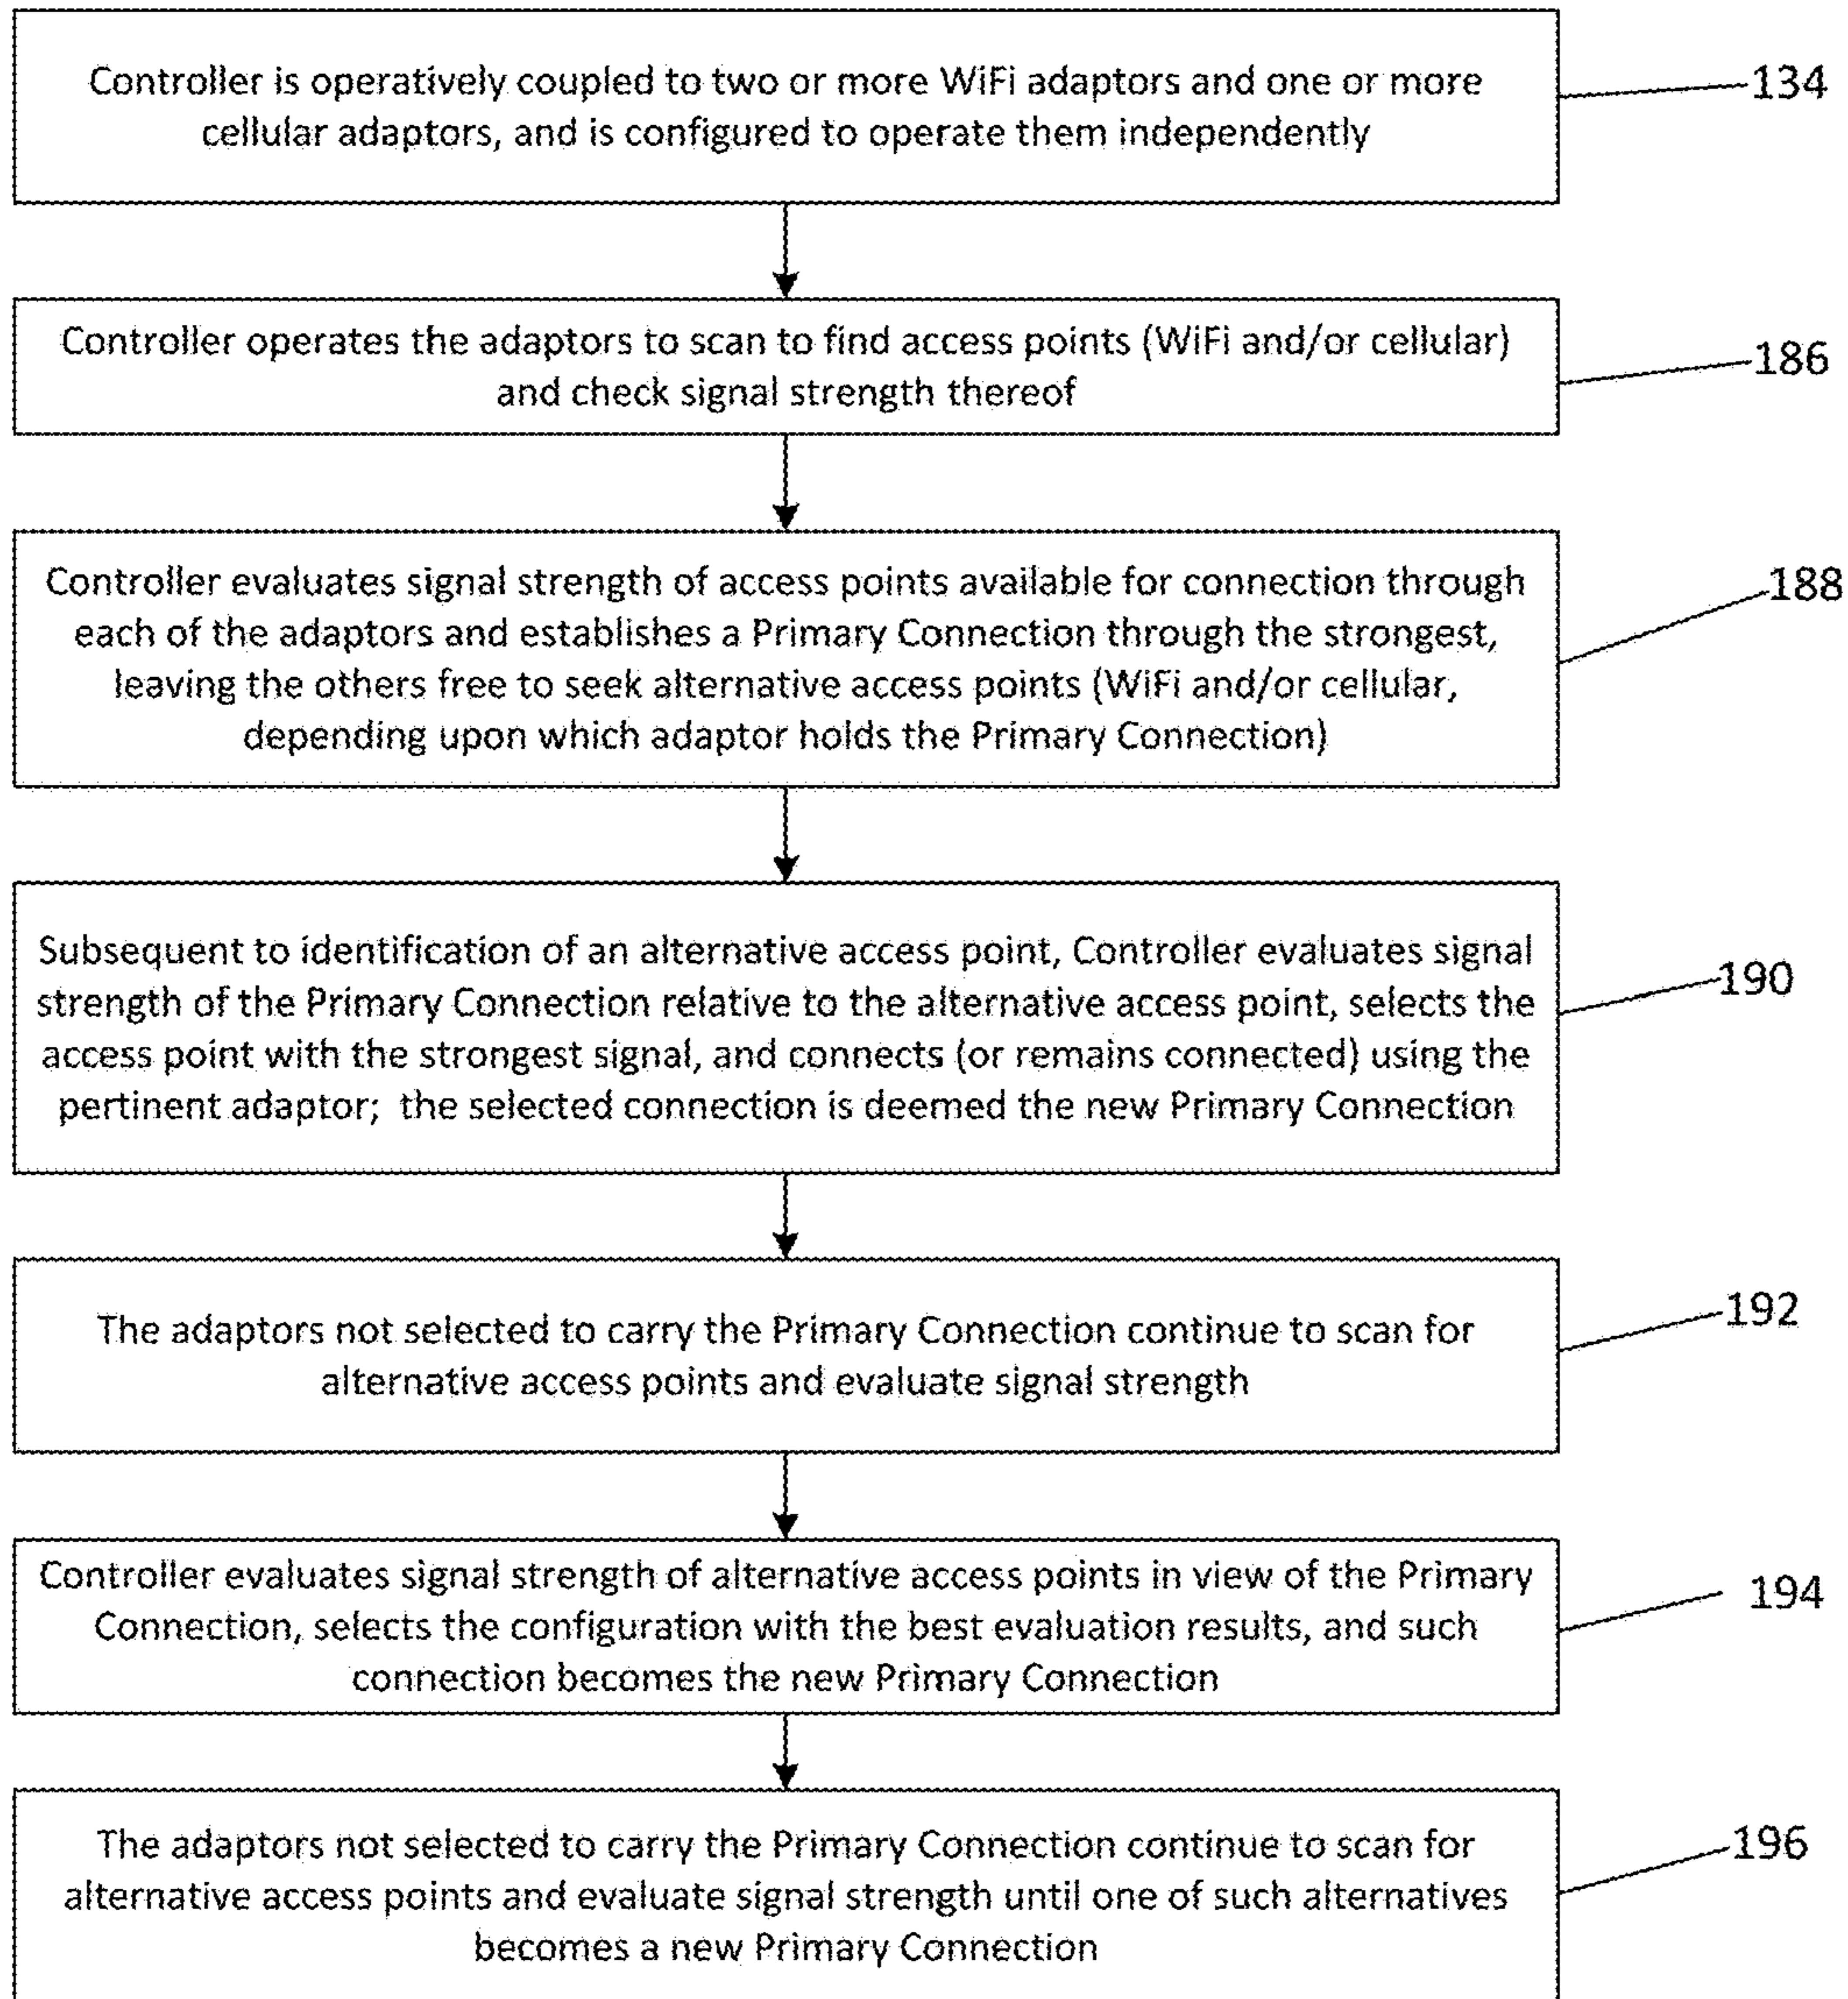 Controller is operatively coupled to two or more WiFi adaptors and one or more
cellular adaptors, and is configured to operate them independently
134
Controller operates the adaptors to scan to find access points (WiFi and/or cellular)
and check signal strength thereof
186
Controller evaluates signal strength of access points available for connection through
each of the adaptors and establishes a Primary Connection through the strongest,
leaving the others free to seek alternative access points (WiFi and/or cellular,
depending upon which adaptor holds the Primary Connection)
188
Subsequent to identification of an alternative access point, Controller evaluates signal
strength of the Primary Connection relative to the alternative access point, selects the
access point with the strongest signal, and connects (or remains connected) using the
pertinent adaptor; the selected connection is deemed the new Primary Connection
190
The adaptors not selected to carry the Primary Connection continue to scan for
alternative access points and evaluate signal strength
192
Controller evaluates signal strength of alternative access points in view of the Primary
Connection, selects the configuration with the best evaluation results, and such
connection becomes the new Primary Connection
194
The adaptors not selected to carry the Primary Connection continue to scan for
alternative access points and evaluate signal strength until one of such alternatives
becomes a new Primary Connection
196